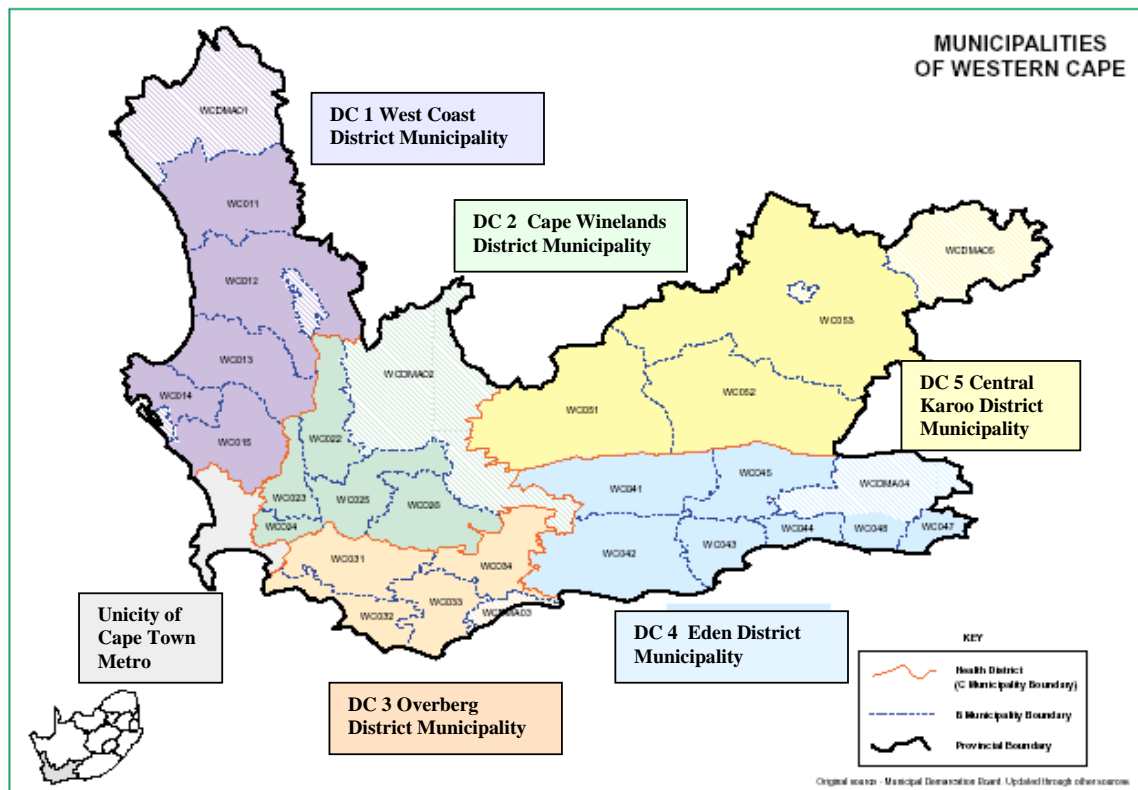 MUNICIPALITIES
OF WESTERN CAPE
WCDMA01
DC 1 West Coast
District Municipality
WC011
DC 2 Cape Winelands
District Municipality
WCDMA05
WC012
WC053
WC013
WCDMA02
WC014
WC052
WC051
DC 5 Central
Karoo District
Municipality
WC015
WC022
WC045
WC041
WCDMA04
WC023
WC025
WC026
WC024
WC044
WC048
WC047
WC043
WC042
WC031
WC034
WC033
WC032
WCDMA03
Unicity of
Cape Town
Metro
DC 4 Eden District
Municipality
DC 3 Overberg
District Municipality
KEY
Health District
(C Municipality Boundary)
B Municipality Boundary
Provincial Boundary
Original source - Municipal Demarcation Board. Updated through other sources